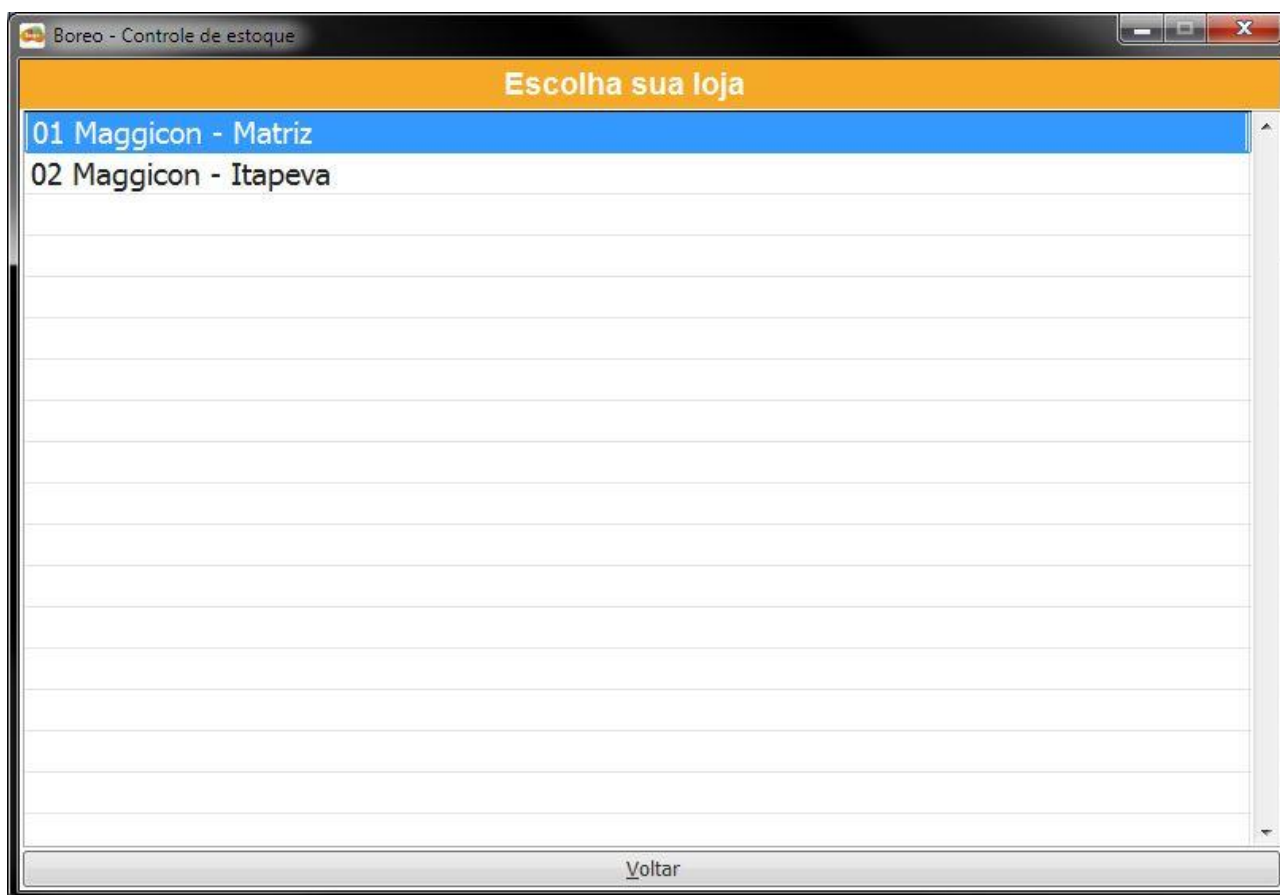 Boreo - Controle de estoque
Escolha sua loja
01 Maggicon - Matriz
02 Maggicon - Itapeva
Voltar